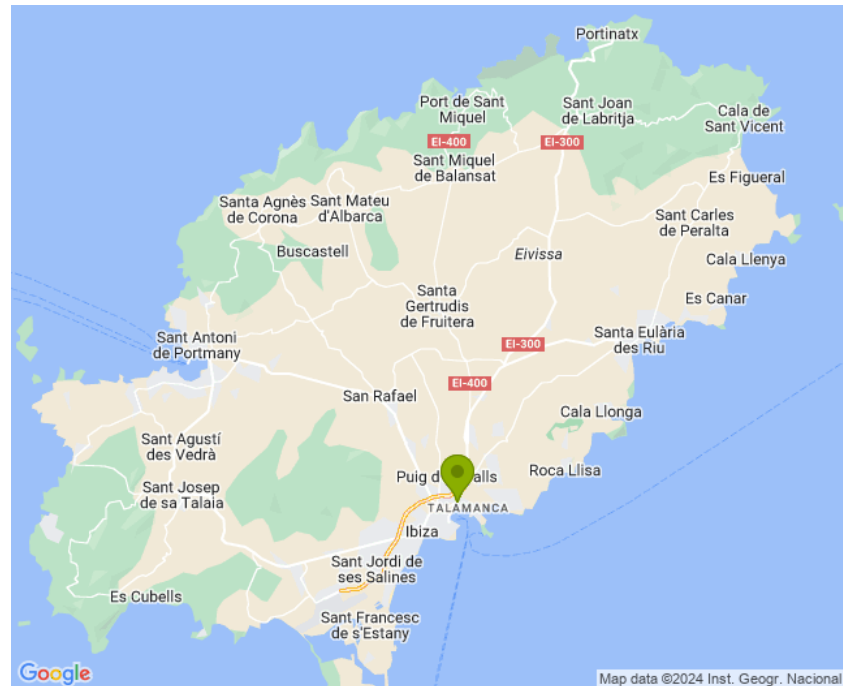 Portinatx
Port de Sant
Miquel
Sant Joan
de Labritja
Cala de
Sant Vicent
EI-400
EI-300
Sant Miquel
de Balansat
Es Figueral
Santa Agnès
de Corona
Sant Mateu
d'Albarca
Sant Carles
de Peralta
Buscastell
Eivissa
Cala Llenya
Santa
Gertrudis
de Fruitera
Es Canar
Sant Antoni
de Portmany
Santa Eulària
des Riu
EI-300
EI-400
San Rafael
Cala Llonga
Sant Agustí
des Vedrà
Puig d
alls
Roca Llisa
Sant Josep
de sa Talaia
TALAMANCA
Ibiza
Sant Jordi de
ses Salines
Es Cubells
Sant Francesc
de s'Estany
Google
Map data ©2024 Inst. Geogr. Nacional